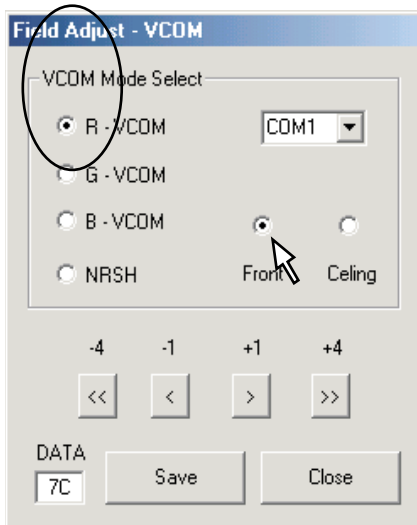 Field Adjust - VCOM
VCOM Mode Select
R - VCOM
COM1
G - VCOM
B - VCOM
NRSH
Front
Celing
-4 -1 +1 +4
<< < > >>
DATA
7C
Save
Close